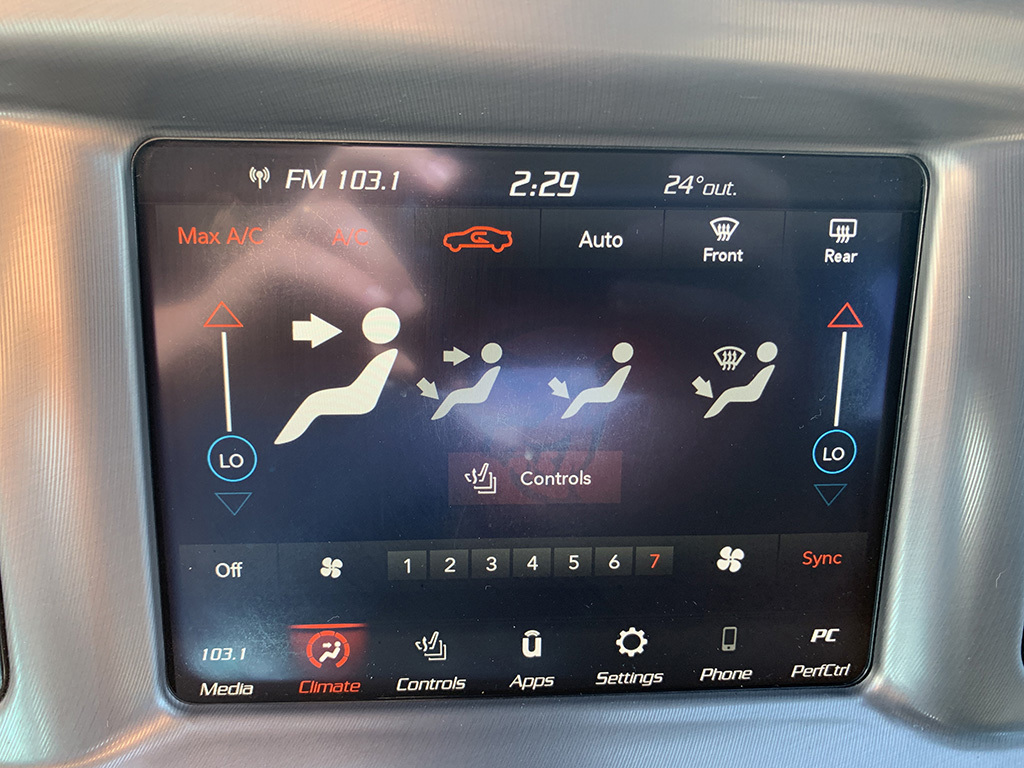 FM 103.1 2:29 24°out.
Max A/C A/C Auto Front Rear
LO LO
Controls
Off 1 2 3 4 5 6 7 Sync
103.1 PC
Media Climate Controls Apps Settings Phone PerfCtrl